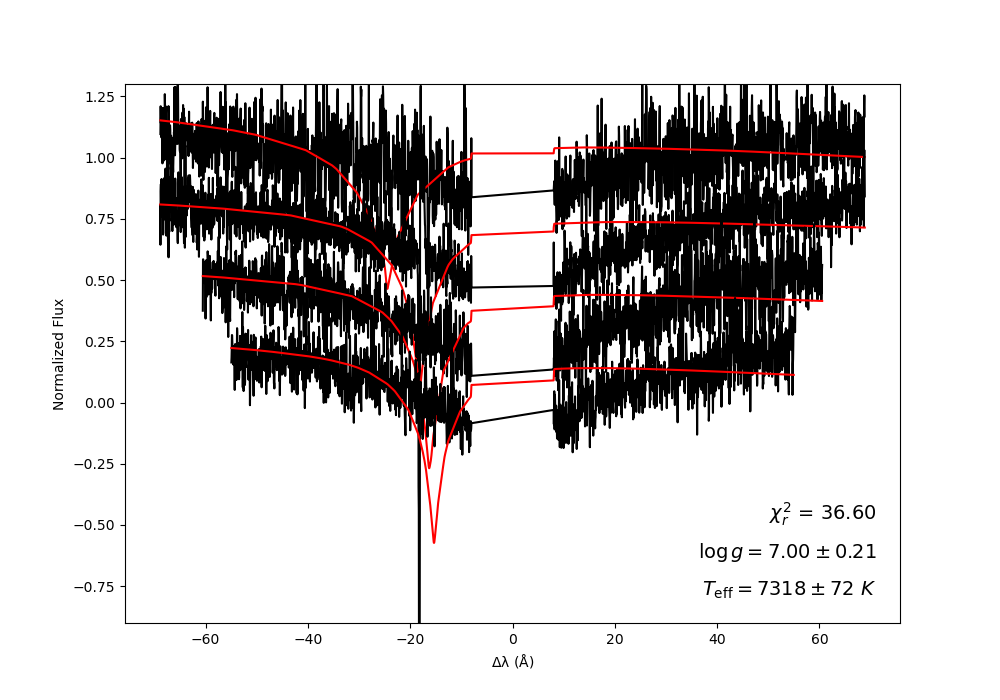 1.25
1.00
0.75
0.50
0.25
0.00
−0.25
−0.50
−0.75
Normalized Flux
χ²ᵣ = 36.60
log g = 7.00 ± 0.21
T_eff = 7318 ± 72 K
−60 −40 −20 0 20 40 60
Δλ (Å)